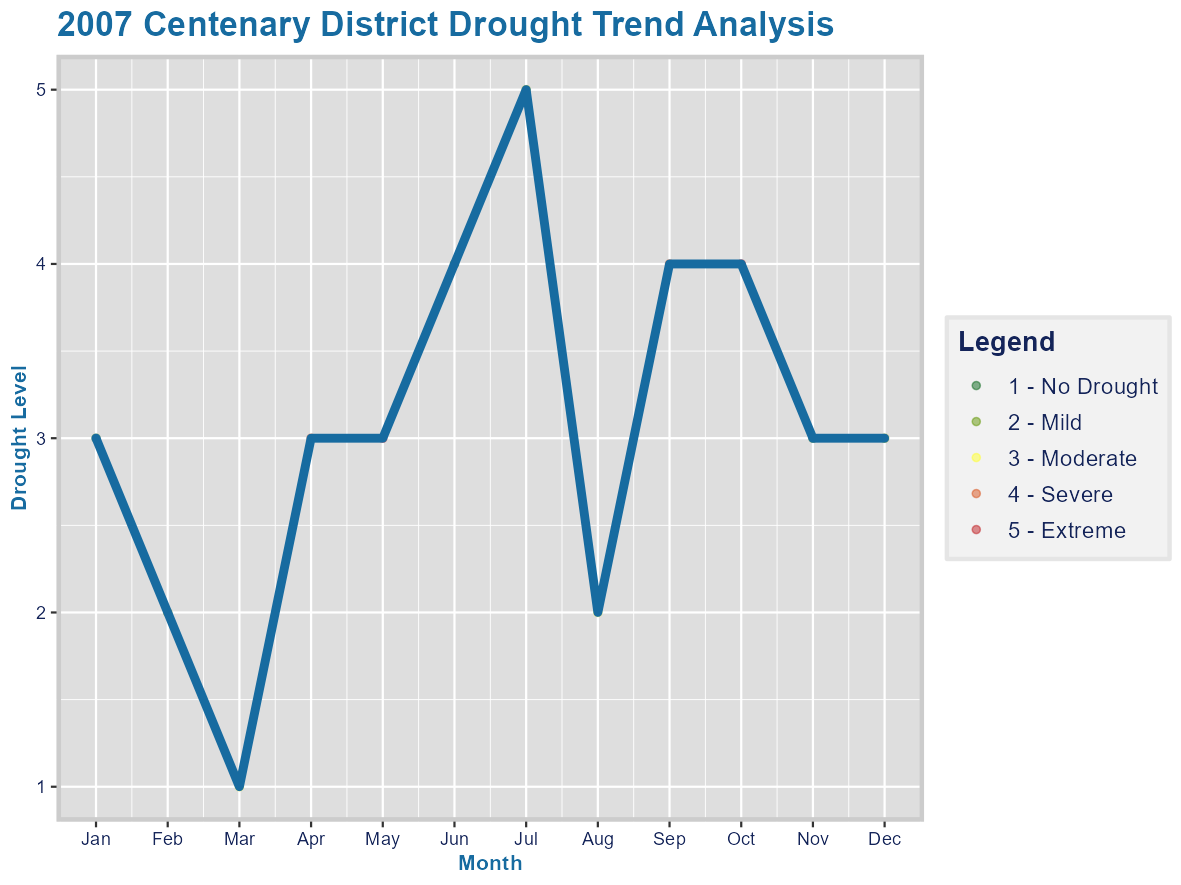 2007 Centenary District Drought Trend Analysis
Drought Level
5
4
3
2
1
Jan Feb Mar Apr May Jun Jul Aug Sep Oct Nov Dec
Month
Legend
1 - No Drought
2 - Mild
3 - Moderate
4 - Severe
5 - Extreme